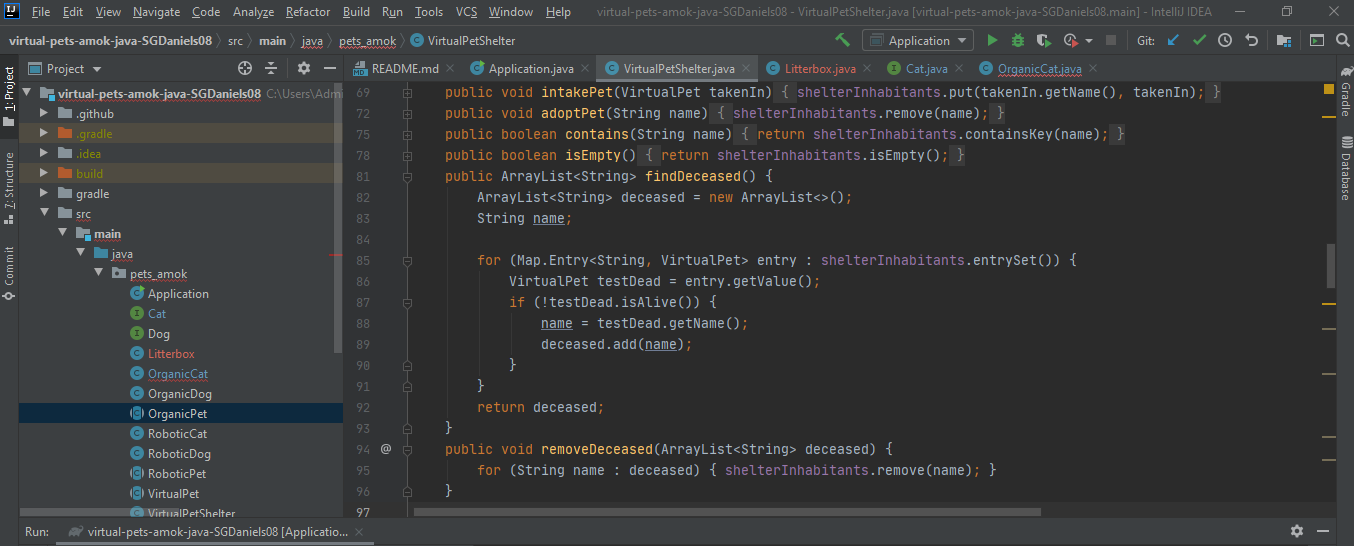 File Edit View Navigate Code Analyze Refactor Build Run Tools VCS Window Help virtual-pets-amok-java-SGDaniels08 - VirtualPetShelter.java [virtual-pets-amok-java-SGDaniels08.main] - IntelliJ IDEA
virtual-pets-amok-java-SGDaniels08 src main java pets_amok VirtualPetShelter Application Git:
Project README.md Application.java VirtualPetShelter.java Litterbox.java Cat.java OrganicCat.java
1: Project
7: Structure
Commit
virtual-pets-amok-java-SGDaniels08 C:\Users\Adm
.github
.gradle
.idea
build
gradle
src
main
java
pets_amok
Application
Cat
Dog
Litterbox
OrganicCat
OrganicDog
OrganicPet
RoboticCat
RoboticDog
RoboticPet
VirtualPet
VirtualPetShelter
69 public void intakePet(VirtualPet takenIn) { shelterInhabitants.put(takenIn.getName(), takenIn); }
72 public void adoptPet(String name) { shelterInhabitants.remove(name); }
75 public boolean contains(String name) { return shelterInhabitants.containsKey(name); }
78 public boolean isEmpty() { return shelterInhabitants.isEmpty(); }
81 public ArrayList<String> findDeceased() {
82 ArrayList<String> deceased = new ArrayList<>();
83 String name;
84
85 for (Map.Entry<String, VirtualPet> entry : shelterInhabitants.entrySet()) {
86 VirtualPet testDead = entry.getValue();
87 if (!testDead.isAlive()) {
88 name = testDead.getName();
89 deceased.add(name);
90 }
91 }
92 return deceased;
93 }
94 @ public void removeDeceased(ArrayList<String> deceased) {
95 for (String name : deceased) { shelterInhabitants.remove(name); }
96 }
97
Gradle
Database
Run: virtual-pets-amok-java-SGDaniels08 [Applicatio...